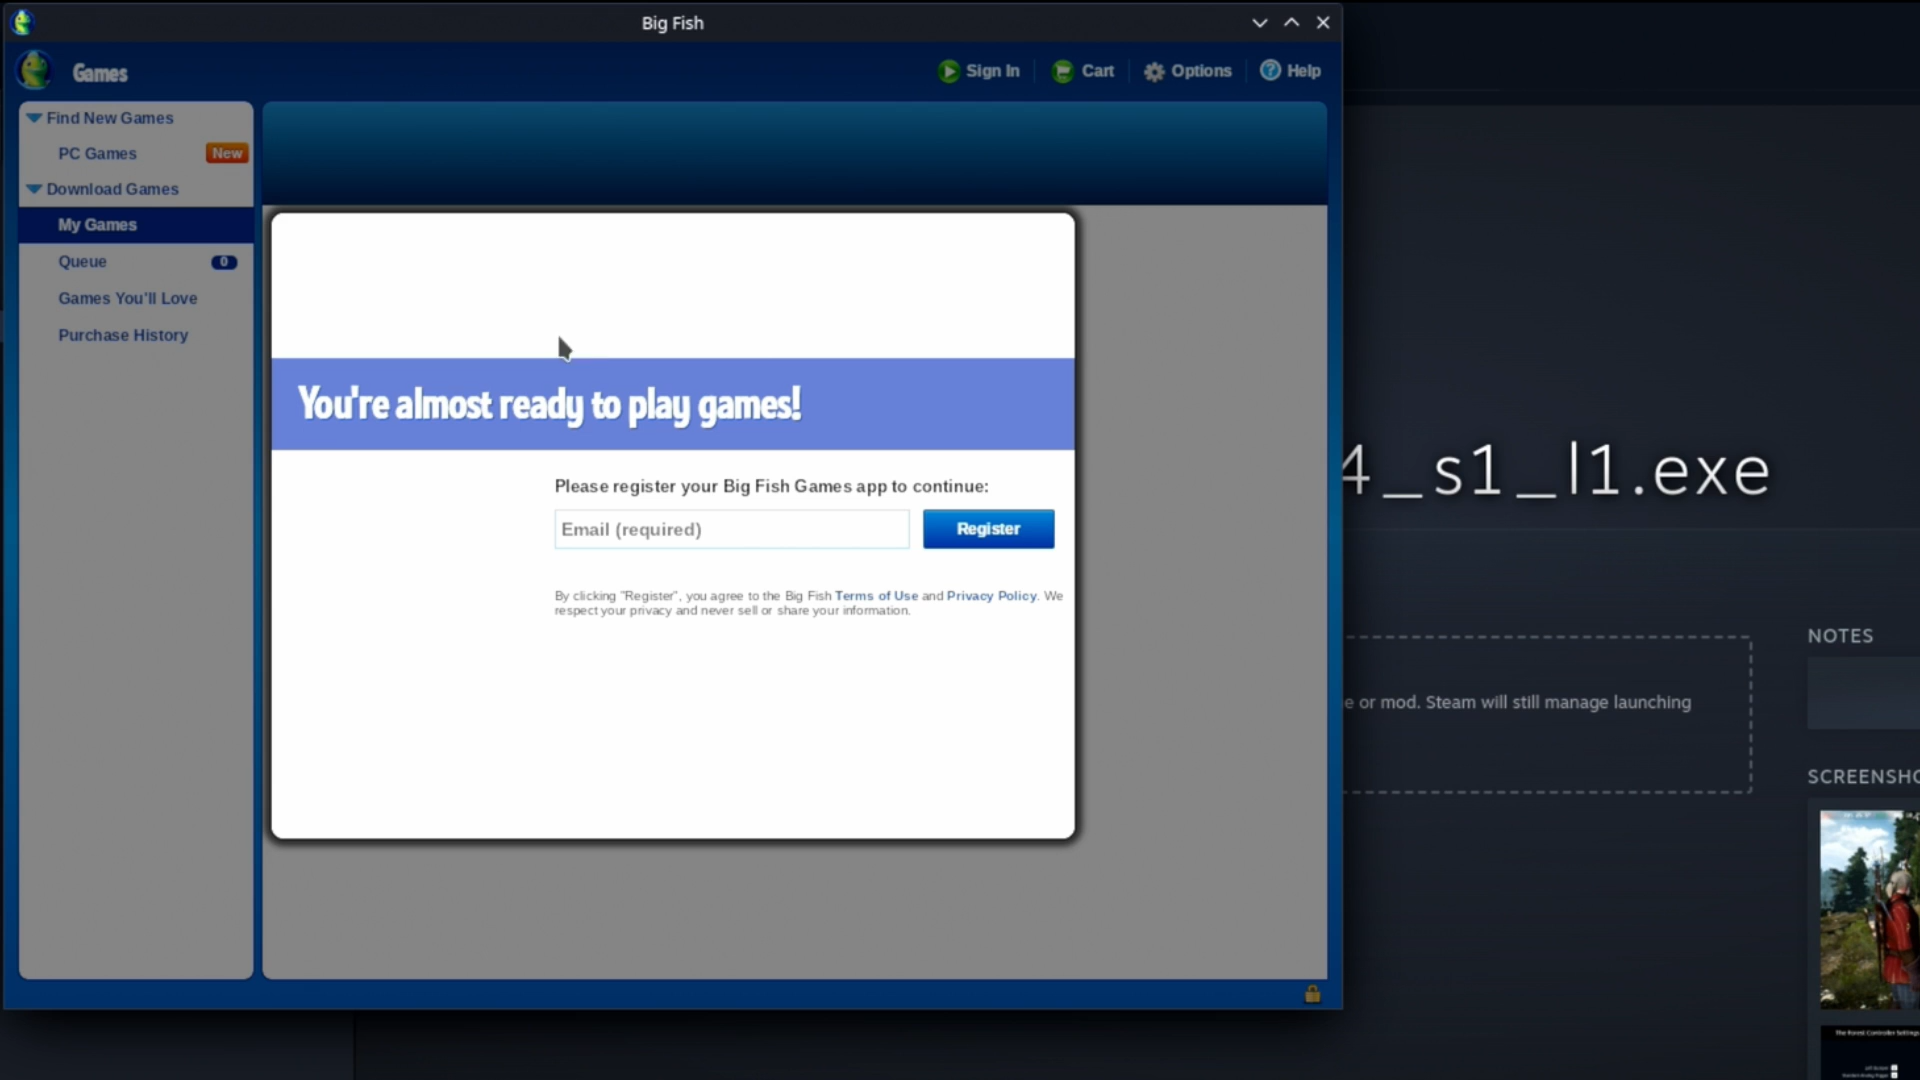 Big Fish
Games
Sign In
Cart
Options
Help
Find New Games
PC Games
New
Download Games
My Games
Queue
0
Games You'll Love
Purchase History
You're almost ready to play games!
Please register your Big Fish Games app to continue:
Email (required)
Register
By clicking "Register", you agree to the Big Fish Terms of Use and Privacy Policy. We
respect your privacy and never sell or share your information.
4_s1_l1.exe
NOTES
e or mod. Steam will still manage launching
SCREENSHO
The Forest Controller Settings